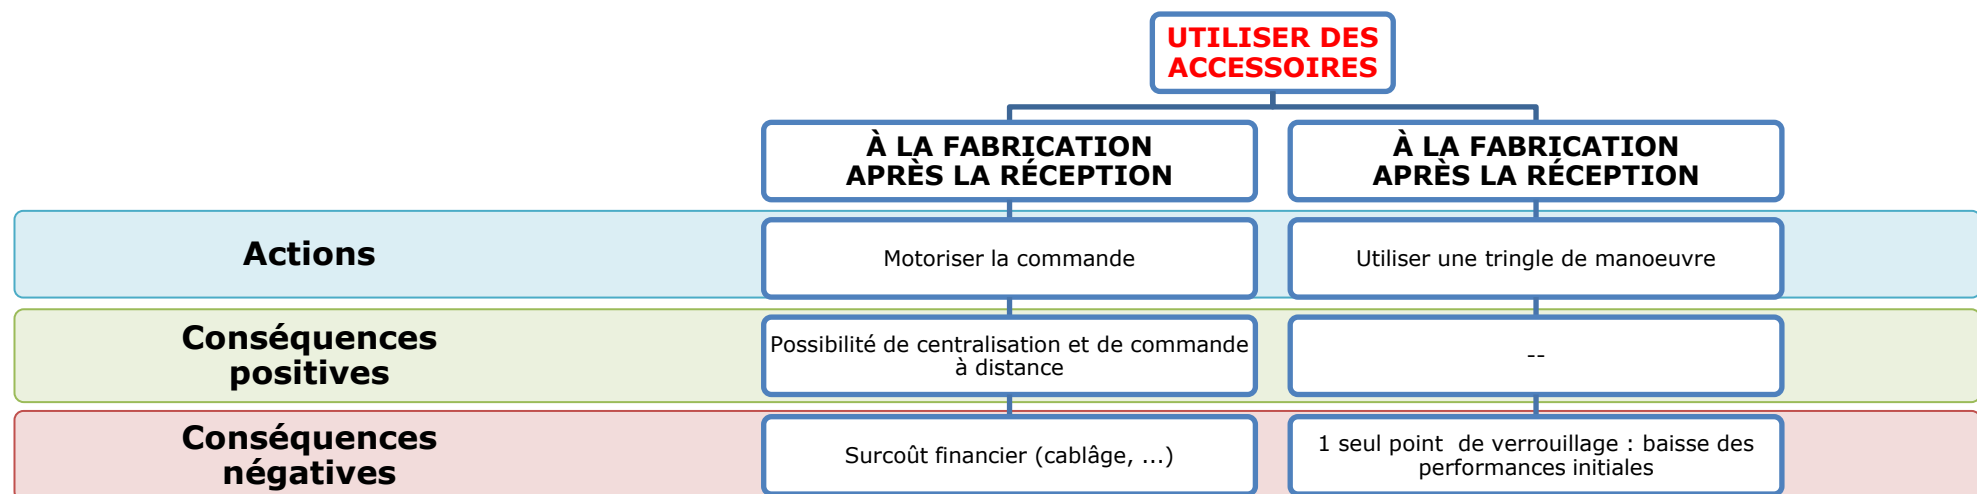 UTILISER DES
ACCESSOIRES
À LA FABRICATION
APRÈS LA RÉCEPTION
À LA FABRICATION
APRÈS LA RÉCEPTION
Actions
Motoriser la commande
Utiliser une tringle de manoeuvre
Conséquences
positives
Possibilité de centralisation et de commande
à distance
--
Conséquences
négatives
Surcoût financier (cablâge, ...)
1 seul point  de verrouillage : baisse des
performances initiales